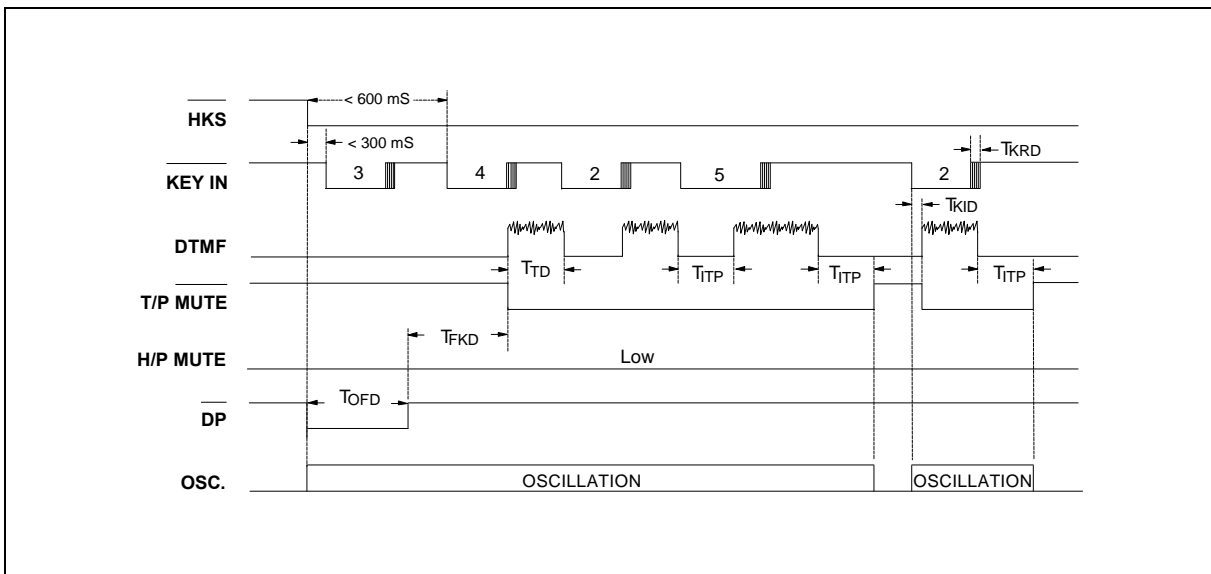 < 600 mS
HKS
< 300 mS
TKRD
KEY IN
3
4
2
5
2
TKID
DTMF
TTD
TITP
TITP
TITP
T/P MUTE
TFKD
H/P MUTE
Low
TOFD
DP
OSC.
OSCILLATION
OSCILLATION